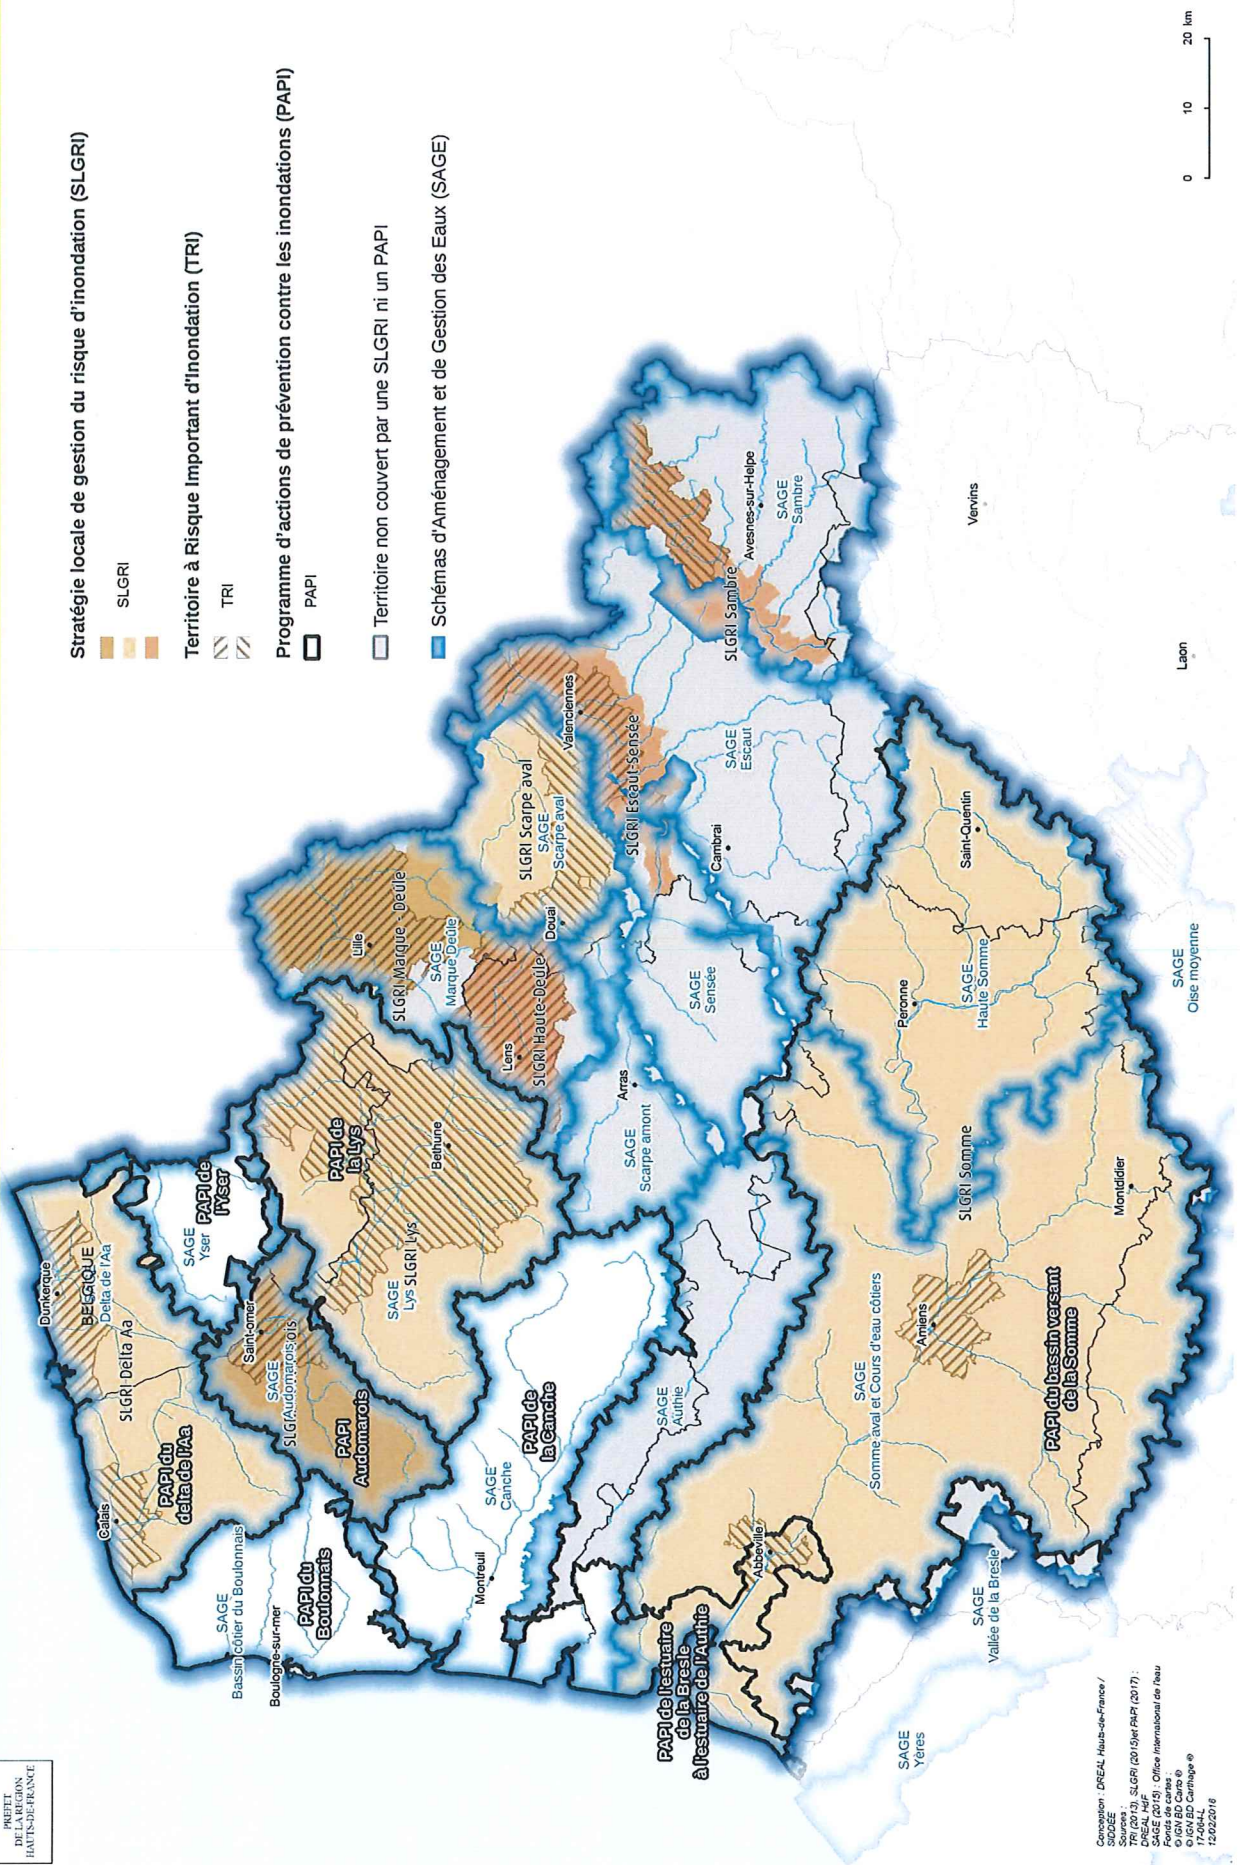 PREFET
DE LA REGION
HAUTS-DE-FRANCE
Stratégie locale de gestion du risque d'inondation (SLGRI)
SLGRI
Territoire à Risque Important d'Inondation (TRI)
TRI
Programme d'actions de prévention contre les inondations (PAPI)
PAPI
Territoire non couvert par une SLGRI ni un PAPI
Schémas d'Aménagement et de Gestion des Eaux (SAGE)
Dunkerque
BELGIQUE
Delta de l'Aa
SLGRI Delta Aa
Calais
PAPI du
delta de l'Aa
SAGE
Yser
PAPI de
l'Yser
Saint-omer
SAGE
Audomarois
PAPI
Audomarois
SAGE
Bassin côtier du Boulonnais
Boulogne-sur-mer
PAPI du
Boulonnais
PAPI de
la Lys
Bethune
SAGE
Lys
SLGRI Lys
Lille
SLGRI Marque - Deûle
SAGE
Marque Deûle
Lens
SLGRI Haute-Deûle
Douai
SLGRI Scarpe aval
SAGE
Scarpe aval
Valenciennes
SLGRI Escaut-Sensée
SLGRI Sambre
Avesnes-sur-Helpe
SAGE
Sambre
SAGE
Escaut
Cambrai
SAGE
Sensée
Arras
SAGE
Scarpe amont
PAPI de
la Canche
SAGE
Canche
Montreuil
SAGE
Authie
Abbeville
PAPI de l'estuaire
de la Bresle
à l'estuaire de l'Authie
SAGE
Somme aval et Cours d'eau côtiers
Amiens
SLGRI Somme
Peronne
SAGE
Haute Somme
Saint-Quentin
Montdidier
PAPI du bassin versant
de la Somme
SAGE
Vallée de la Bresle
SAGE
Yères
SAGE
Oise moyenne
Vervins
Laon
0 10 20 km
Conception : DREAL Hauts-de-France /
SIDDÉE
Sources :
TRI (2013), SLGRI (2015)et PAPI (2017) :
DREAL HdF
SAGE (2015) : Office International de l'eau
Fonds de cartes :
© IGN BD Carto ®
© IGN BD Carthage ®
17-064-L
12/02/2018